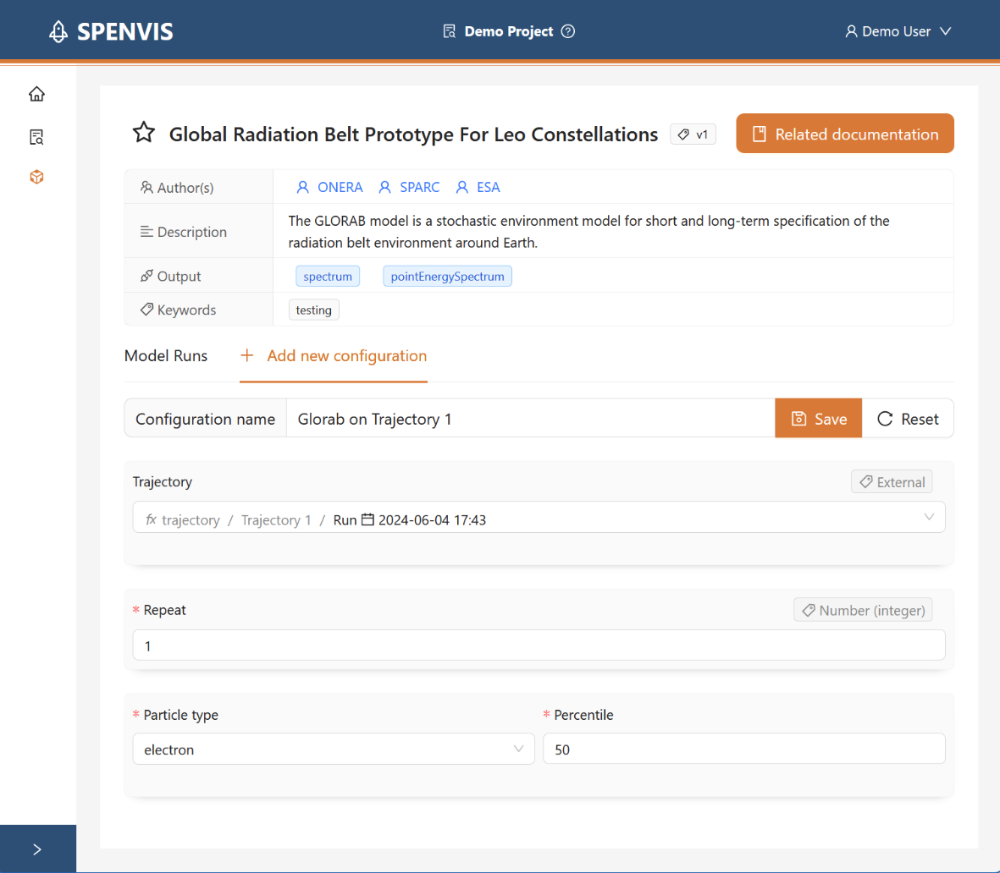 SPENVIS
Demo Project
Demo User
Global Radiation Belt Prototype For Leo Constellations
v1
Related documentation
Author(s)
ONERA SPARC ESA
Description
The GLORAB model is a stochastic environment model for short and long-term specification of the
radiation belt environment around Earth.
Output
spectrum pointEnergySpectrum
Keywords
testing
Model Runs
+ Add new configuration
Configuration name
Glorab on Trajectory 1
Save
Reset
Trajectory
External
fx trajectory / Trajectory 1 / Run 2024-06-04 17:43
* Repeat
Number (integer)
1
* Particle type
* Percentile
electron
50